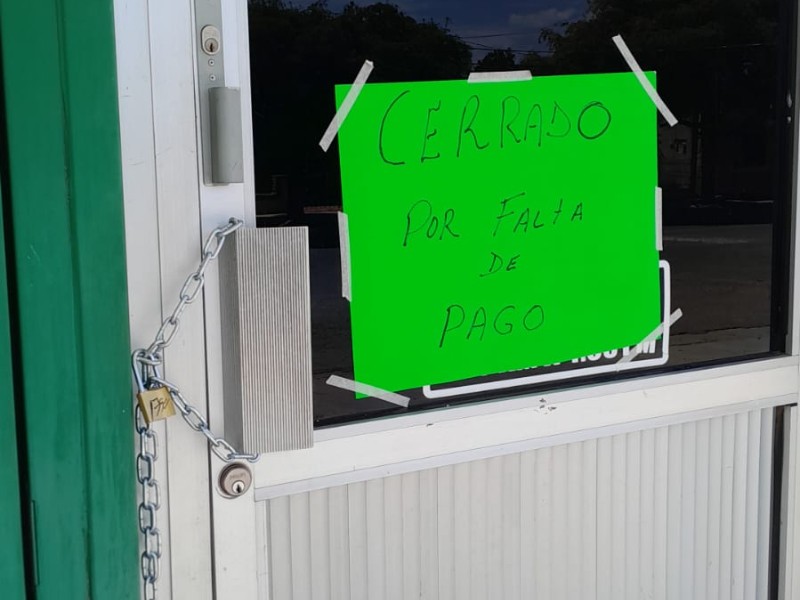 CERRADO
POR FALTA
DE
PAGO